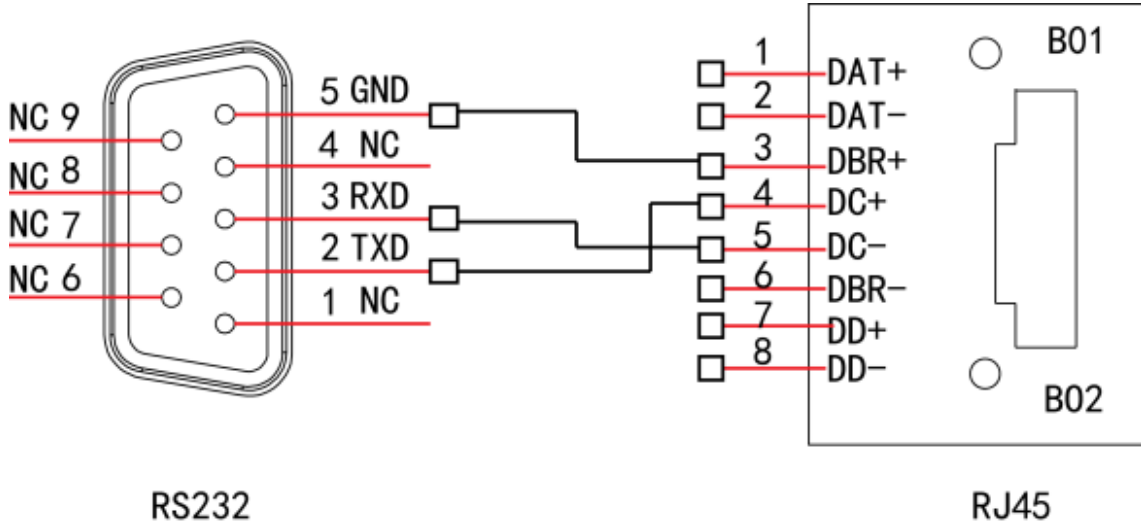 NC 9
NC 8
NC 7
NC 6
5 GND
4 NC
3 RXD
2 TXD
1 NC
RS232
1 DAT+
2 DAT-
3 DBR+
4 DC+
5 DC-
6 DBR-
7 DD+
8 DD-
B01
B02
RJ45